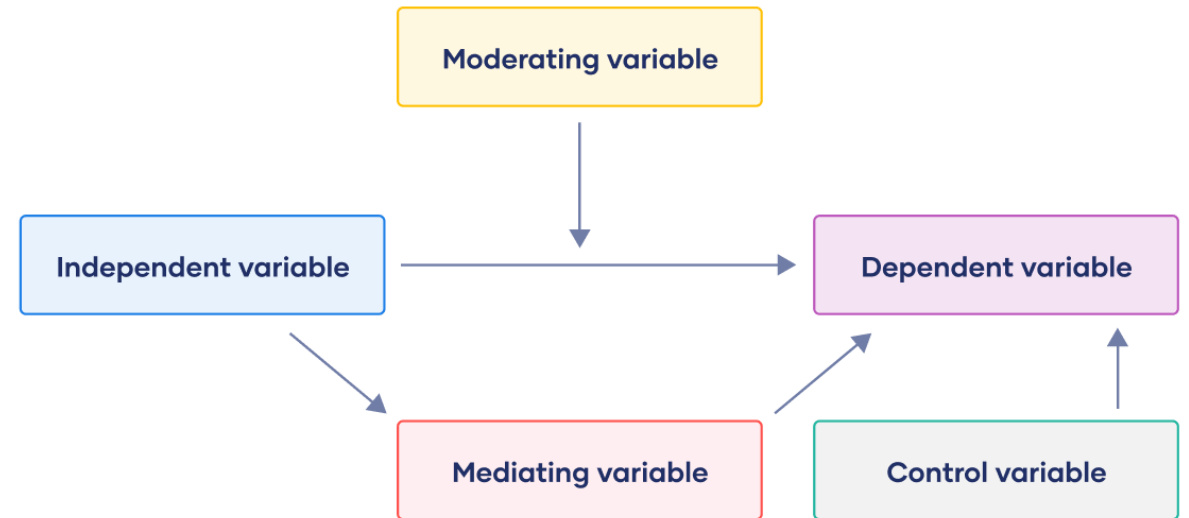 Moderating variable
Independent variable
Dependent variable
Mediating variable
Control variable